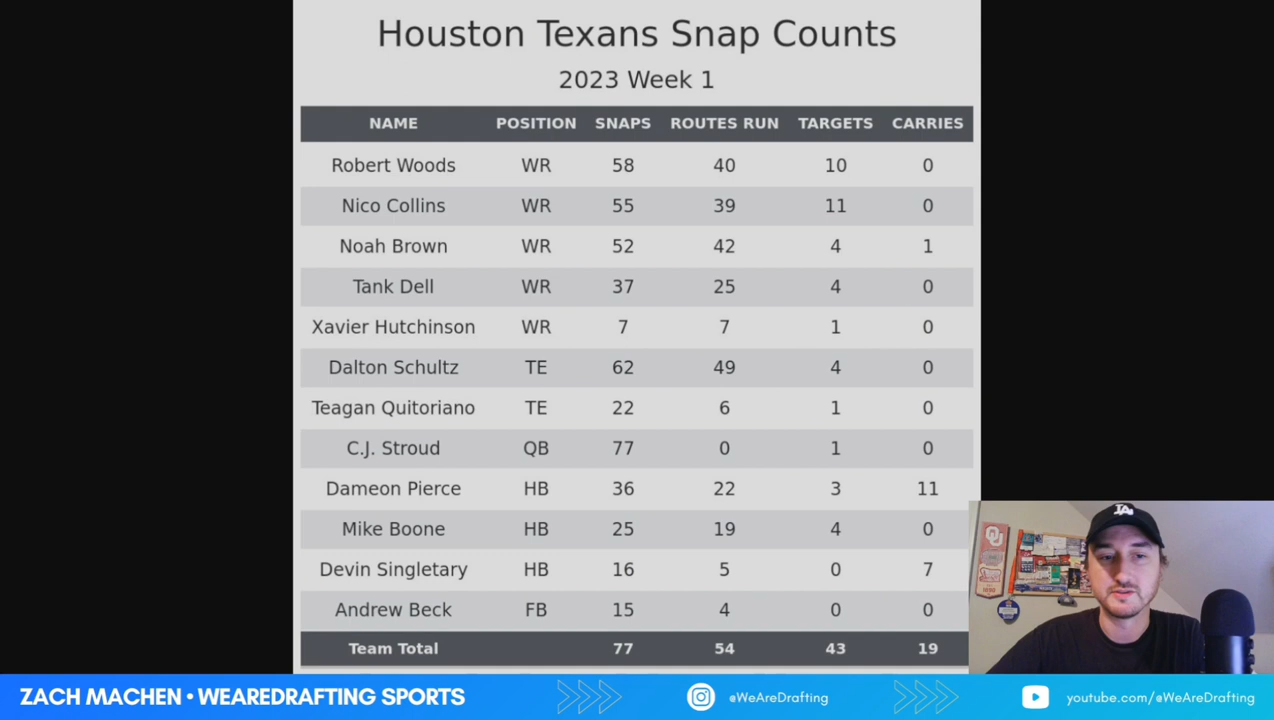 Houston Texans Snap Counts
2023 Week 1
NAME POSITION SNAPS ROUTES RUN TARGETS CARRIES
Robert Woods WR 58 40 10 0
Nico Collins WR 55 39 11 0
Noah Brown WR 52 42 4 1
Tank Dell WR 37 25 4 0
Xavier Hutchinson WR 7 7 1 0
Dalton Schultz TE 62 49 4 0
Teagan Quitoriano TE 22 6 1 0
C.J. Stroud QB 77 0 1 0
Dameon Pierce HB 36 22 3 11
Mike Boone HB 25 19 4 0
Devin Singletary HB 16 5 0 7
Andrew Beck FB 15 4 0 0
Team Total 77 54 43 19
LA
ZACH MACHEN • WEAREDRAFTING SPORTS
@WeAreDrafting
youtube.com/@WeAreDrafting